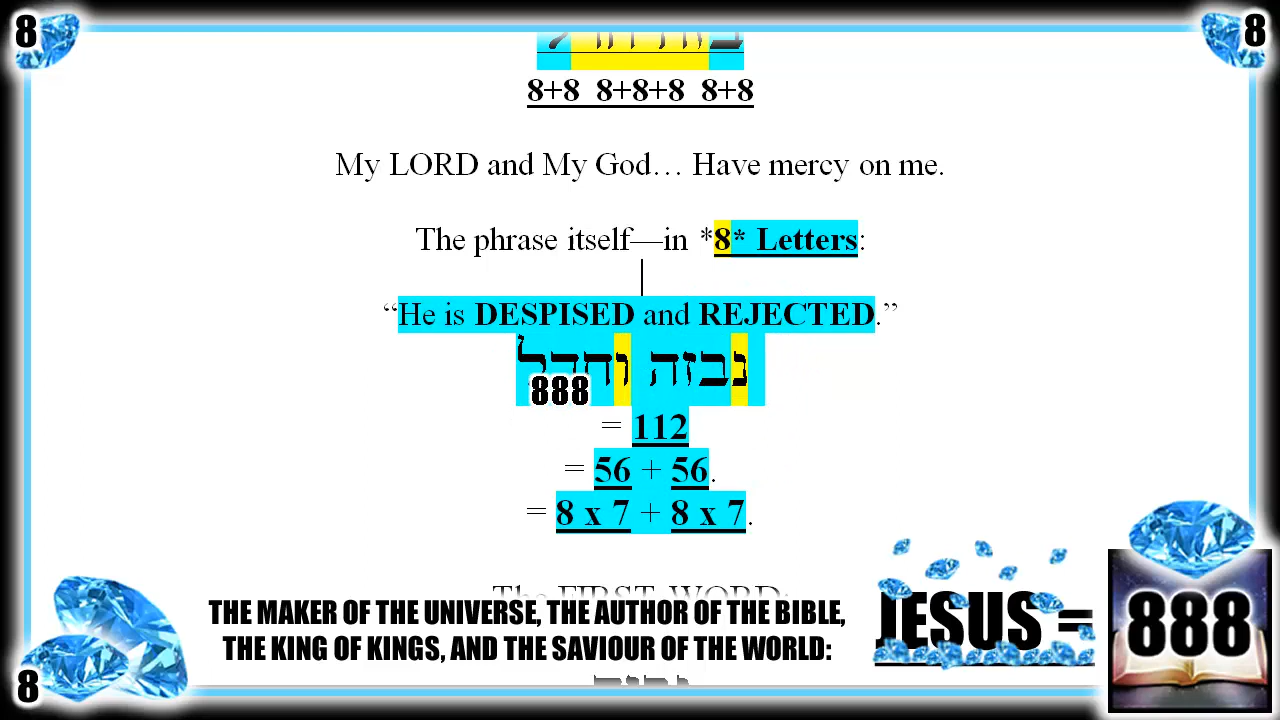 8
8
8+8 8+8+8 8+8
My LORD and My God… Have mercy on me.
The phrase itself—in *8* Letters:
“He is DESPISED and REJECTED.”
נבזה וחדל
888
= 112
= 56 + 56.
= 8 x 7 + 8 x 7.
The FIRST WORD:
THE MAKER OF THE UNIVERSE, THE AUTHOR OF THE BIBLE,
THE KING OF KINGS, AND THE SAVIOUR OF THE WORLD:
JESUS =
888
8